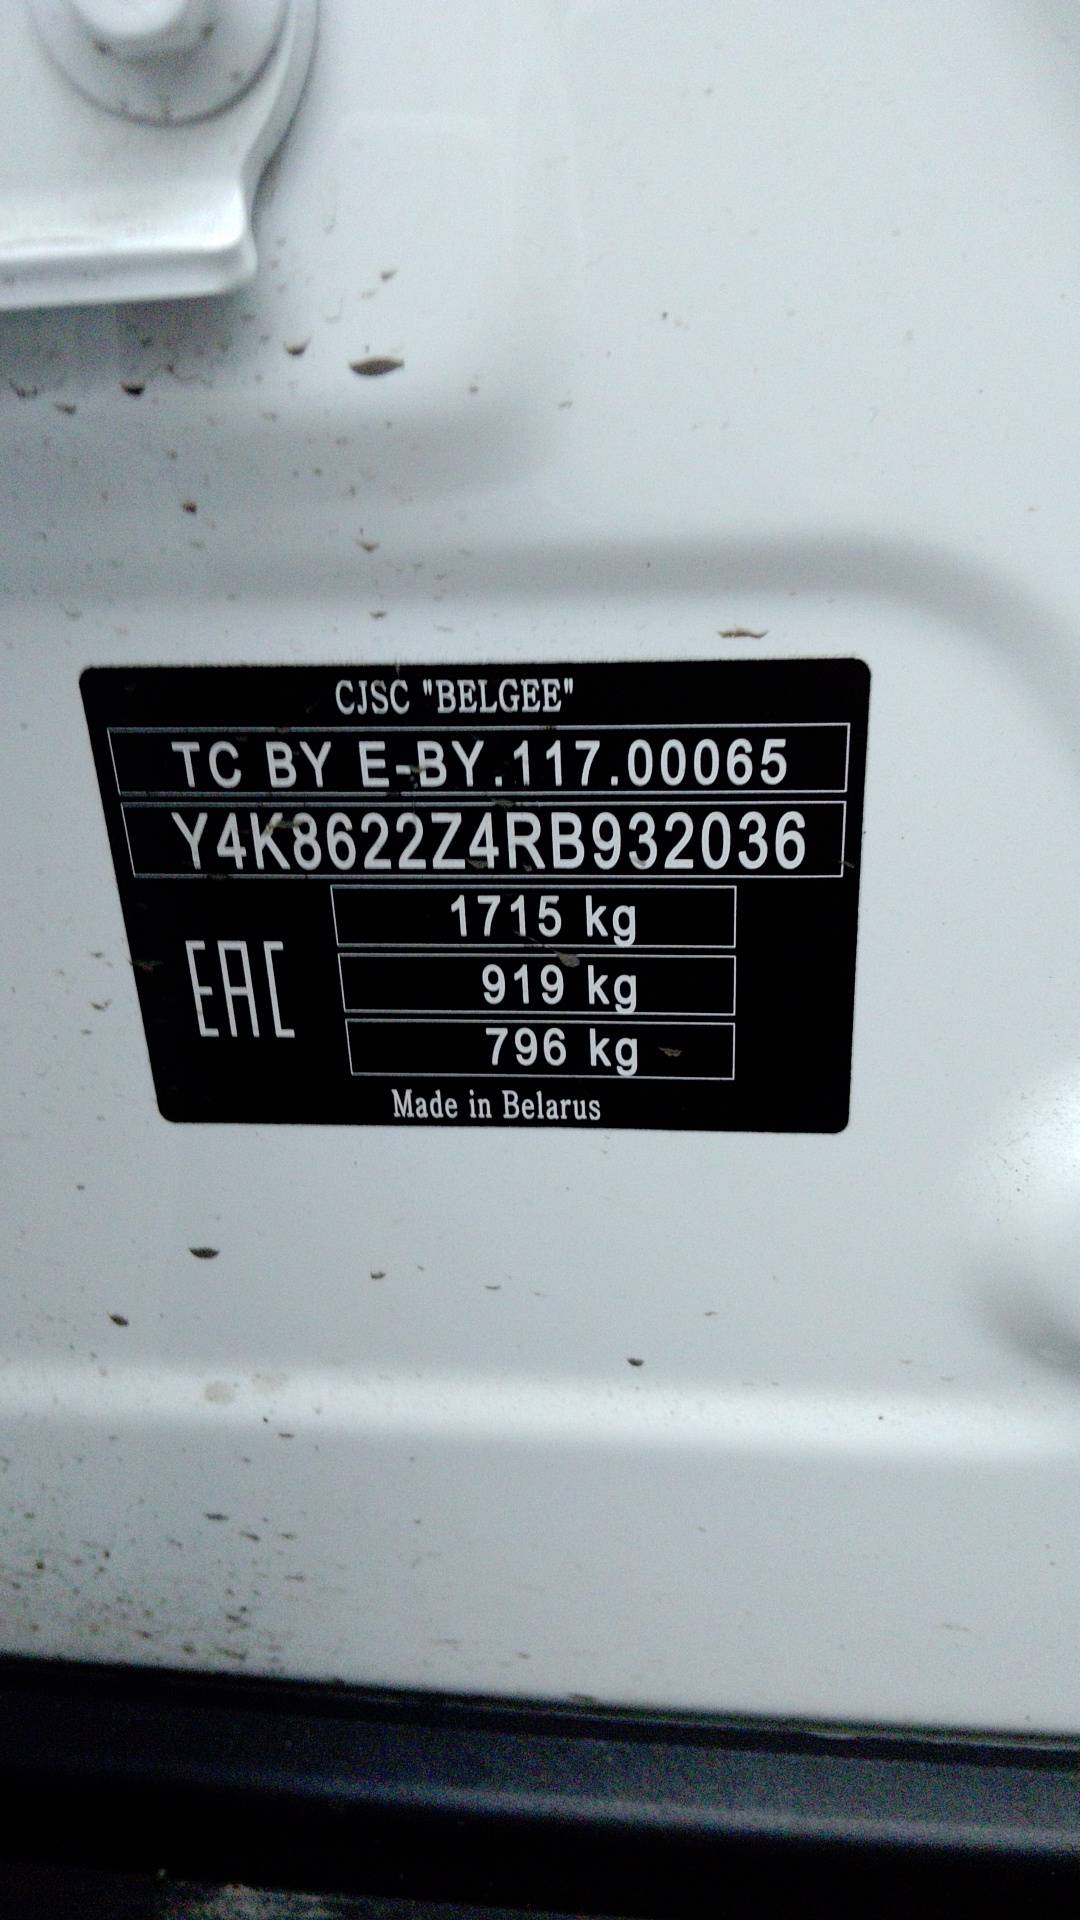 CJSC "BELGEE"
TC BY E-BY.117.00065
Y4K8622Z4RB932036
1715 kg
EAC
919 kg
796 kg
Made in Belarus